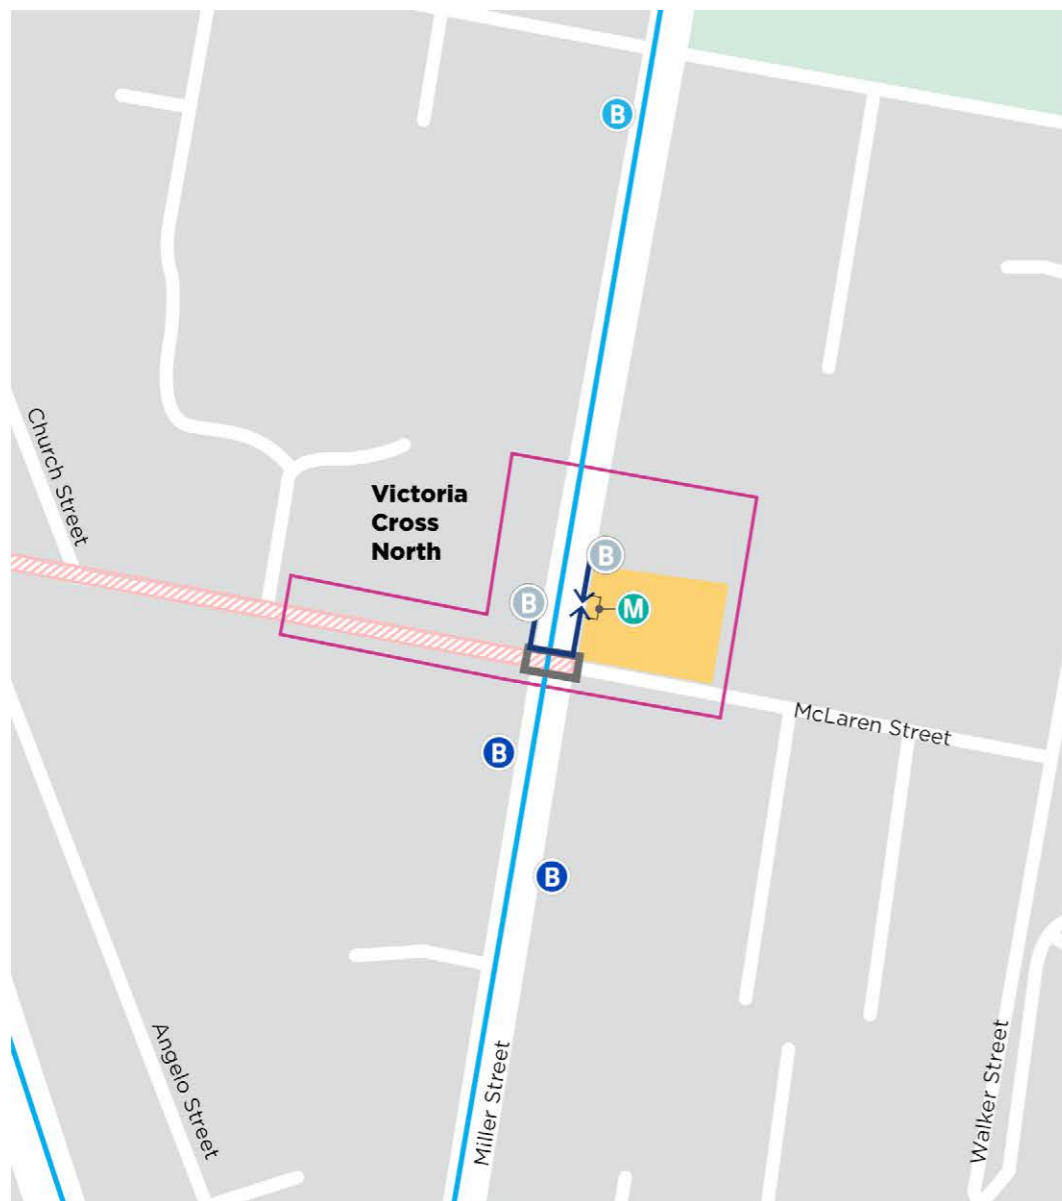 B
Church Street
Victoria
Cross
North
B
B
M
McLaren Street
B
B
Angelo Street
Miller Street
Walker Street